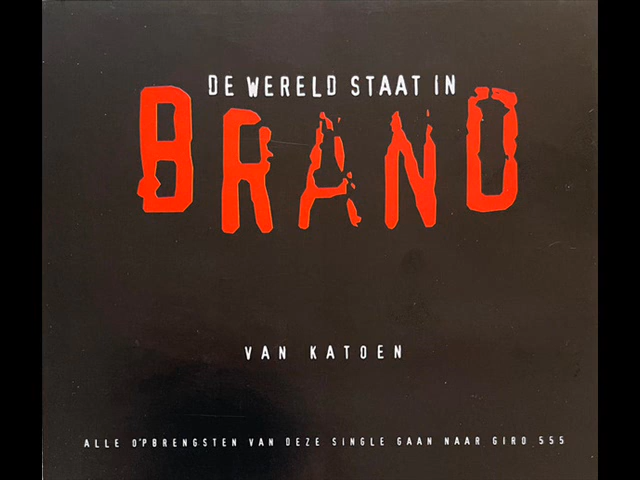 DE WERELD STAAT IN
BRAND
VAN KATOEN
ALLE OPBRENGSTEN VAN DEZE SINGLE GAAN NAAR GIRO 555